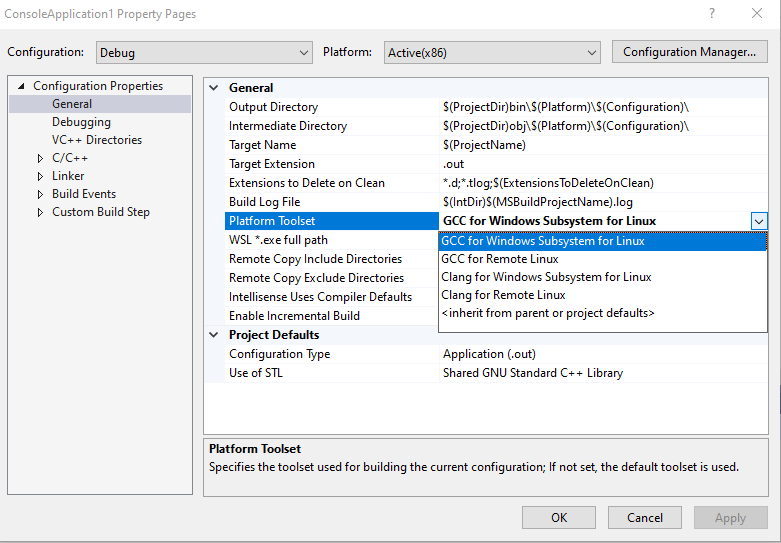 ConsoleApplication1 Property Pages
Configuration: Debug Platform: Active(x86) Configuration Manager...
Configuration Properties
General
Debugging
VC++ Directories
C/C++
Linker
Build Events
Custom Build Step
General
Output Directory $(ProjectDir)bin\$(Platform)\$(Configuration)\
Intermediate Directory $(ProjectDir)obj\$(Platform)\$(Configuration)\
Target Name $(ProjectName)
Target Extension .out
Extensions to Delete on Clean *.d;*.tlog;$(ExtensionsToDeleteOnClean)
Build Log File $(IntDir)$(MSBuildProjectName).log
Platform Toolset GCC for Windows Subsystem for Linux
WSL *.exe full path
Remote Copy Include Directories
Remote Copy Exclude Directories
Intellisense Uses Compiler Defaults
Enable Incremental Build
GCC for Windows Subsystem for Linux
GCC for Remote Linux
Clang for Windows Subsystem for Linux
Clang for Remote Linux
<inherit from parent or project defaults>
Project Defaults
Configuration Type Application (.out)
Use of STL Shared GNU Standard C++ Library
Platform Toolset
Specifies the toolset used for building the current configuration; If not set, the default toolset is used.
OK Cancel Apply